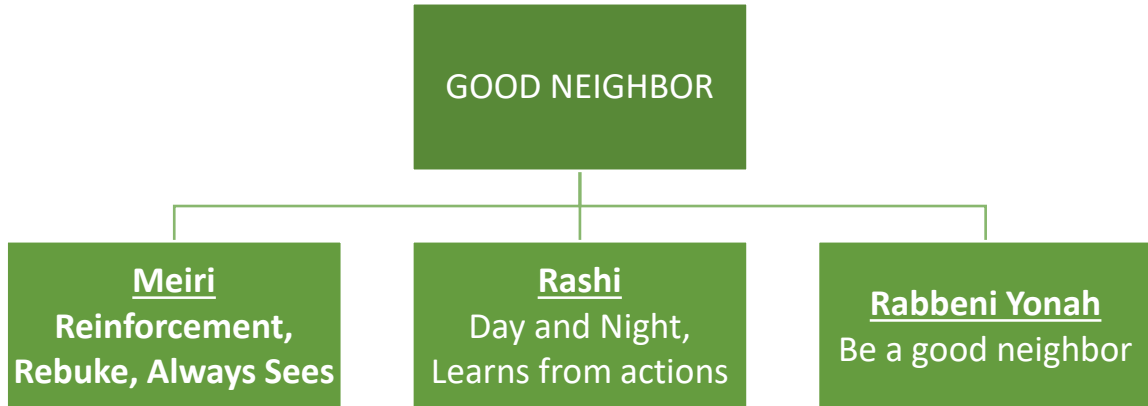 GOOD NEIGHBOR
Meiri
Reinforcement,
Rebuke, Always Sees
Rashi
Day and Night,
Learns from actions
Rabbeni Yonah
Be a good neighbor